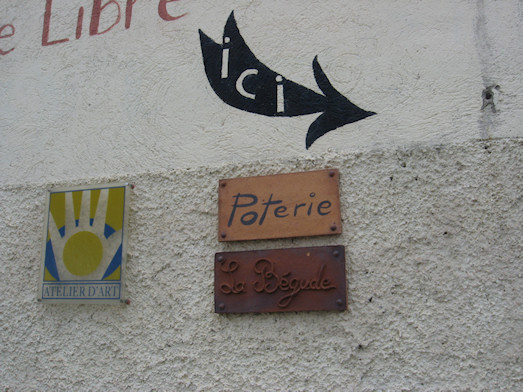 e Libre
ici
Poterie
La Bégude
ATELIER D'ART